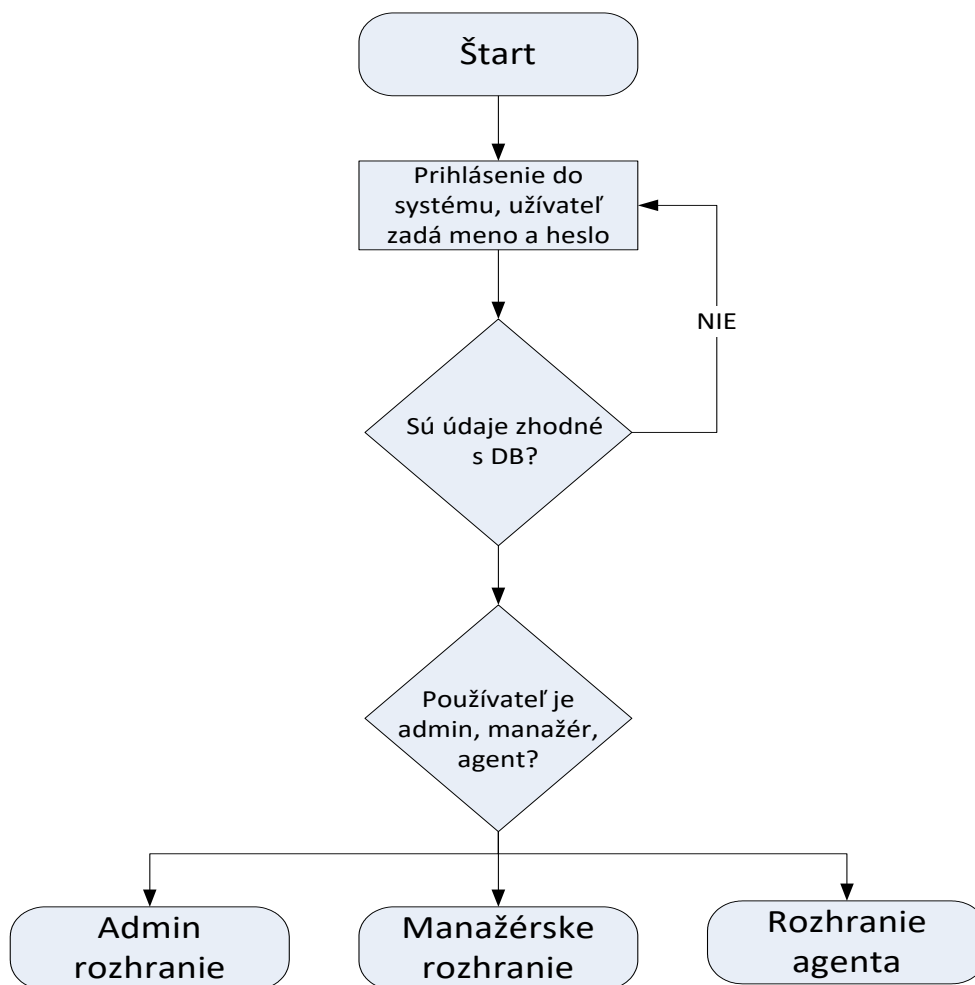 Štart
Prihlásenie do
systému, užívateľ
zadá meno a heslo
NIE
Sú údaje zhodné
s DB?
Používateľ je
admin, manažér,
agent?
Admin
rozhranie
Manažérske
rozhranie
Rozhranie
agenta